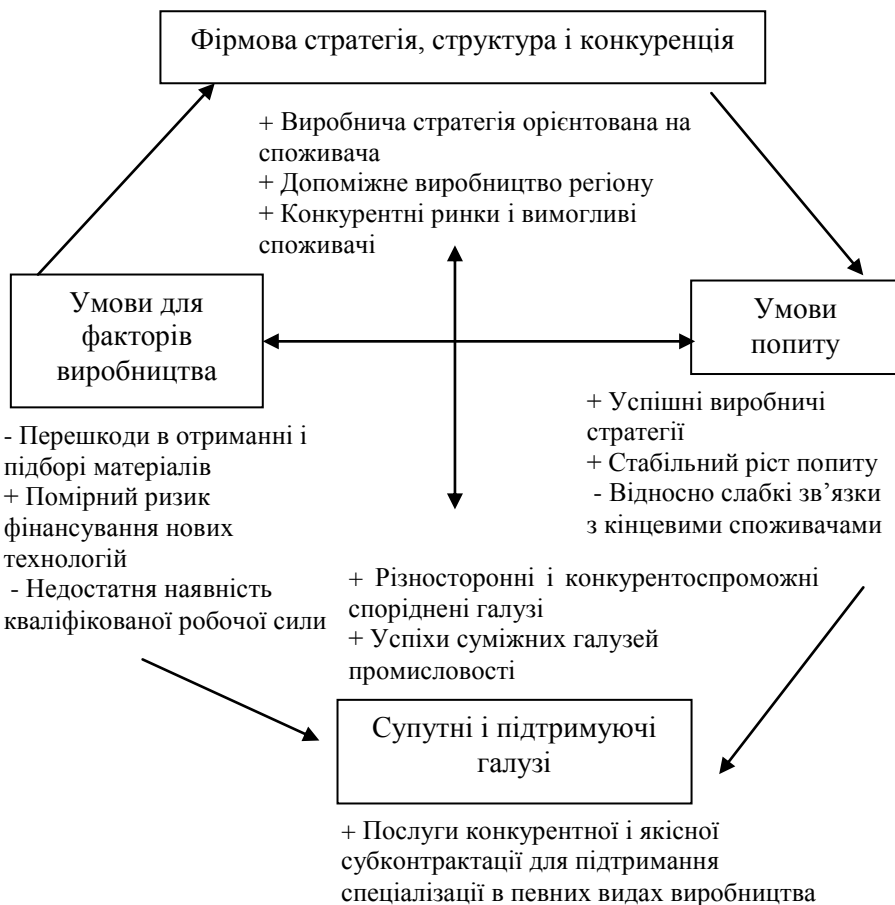 Фірмова стратегія, структура і конкуренція
+ Виробнича стратегія орієнтована на
споживача
+ Допоміжне виробництво регіону
+ Конкурентні ринки і вимогливі
споживачі
Умови для
факторів
виробництва
Умови
попиту
- Перешкоди в отриманні і
підборі матеріалів
+ Помірний ризик
фінансування нових
технологій
- Недостатня наявність
кваліфікованої робочої сили
+ Успішні виробничі
стратегії
+ Стабільний ріст попиту
- Відносно слабкі зв’язки
з кінцевими споживачами
+ Різносторонні і конкурентоспроможні
споріднені галузі
+ Успіхи суміжних галузей
промисловості
Супутні і підтримуючі
галузі
+ Послуги конкурентної і якісної
субконтрактації для підтримання
спеціалізації в певних видах виробництва